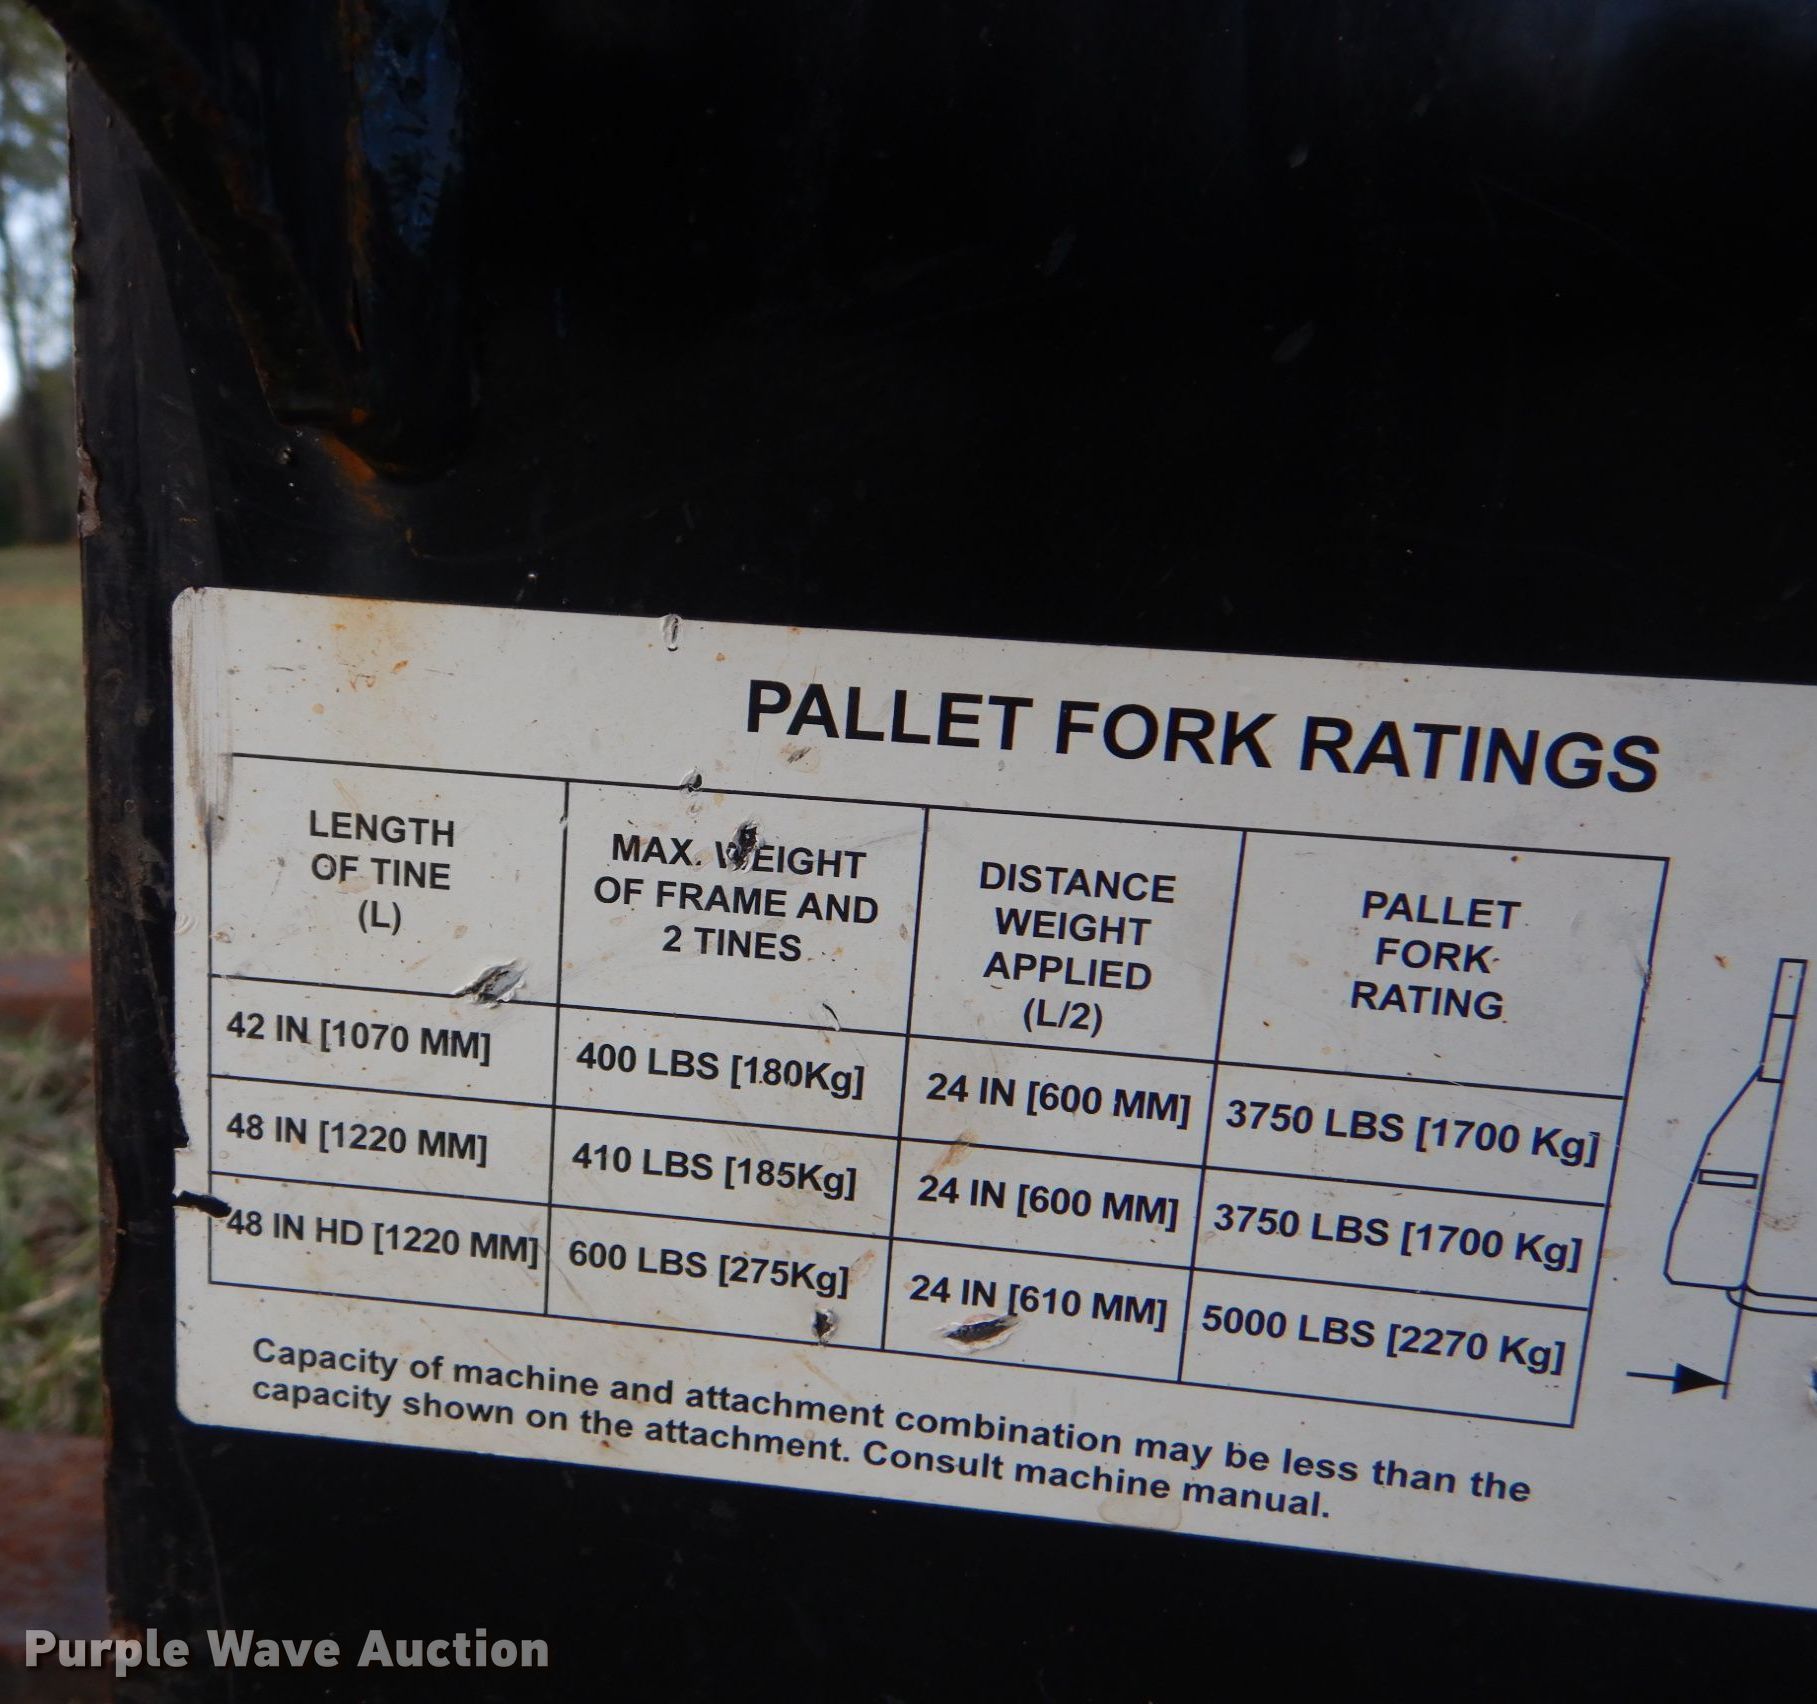 PALLET FORK RATINGS
LENGTH
OF TINE
(L)
MAX. WEIGHT
OF FRAME AND
2 TINES
DISTANCE
WEIGHT
APPLIED
(L/2)
PALLET
FORK
RATING
42 IN [1070 MM] 400 LBS [180Kg] 24 IN [600 MM] 3750 LBS [1700 Kg]
48 IN [1220 MM] 410 LBS [185Kg] 24 IN [600 MM] 3750 LBS [1700 Kg]
48 IN HD [1220 MM] 600 LBS [275Kg] 24 IN [610 MM] 5000 LBS [2270 Kg]
Capacity of machine and attachment combination may be less than the
capacity shown on the attachment. Consult machine manual.
Purple Wave Auction